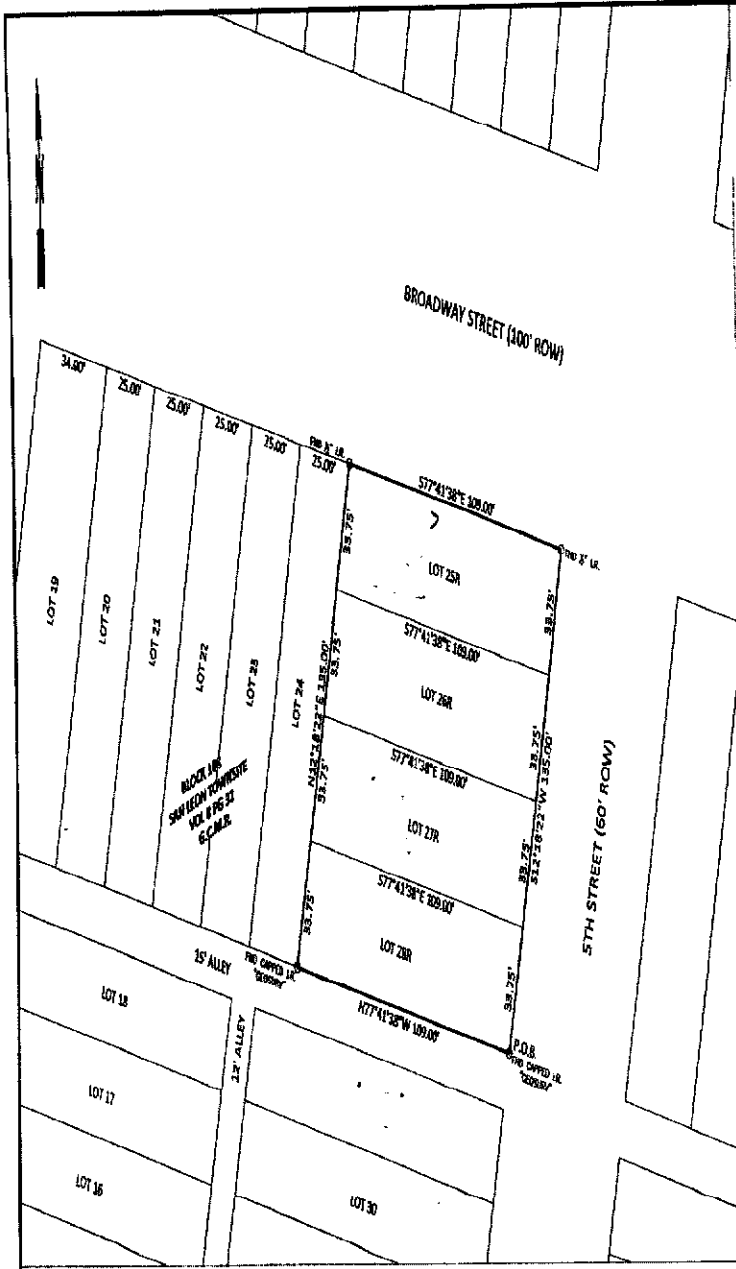 BROADWAY STREET (100' ROW)
34.00'
25.00'
25.00'
25.00'
25.00'
25.00'
S77°41'38"E 109.00'
LOT 19
LOT 20
LOT 21
LOT 22
LOT 23
LOT 24
33.75'
33.75'
33.75'
33.75'
N12°18'22"E 135.00'
LOT 25R
S77°41'38"E 109.00'
LOT 26R
S77°41'38"E 109.00'
LOT 27R
S77°41'38"E 109.00'
LOT 28R
33.75'
33.75'
33.75'
33.75'
S12°18'22"W 135.00'
5TH STREET (60' ROW)
BLOCK
SAN LEON TOWNSITE
VOL PG
G.C.M.R.
15' ALLEY
FND CAPPED I.R.
N77°41'38"W 109.00'
P.O.B.
FND CAPPED I.R.
12' ALLEY
LOT 18
LOT 17
LOT 16
LOT 30